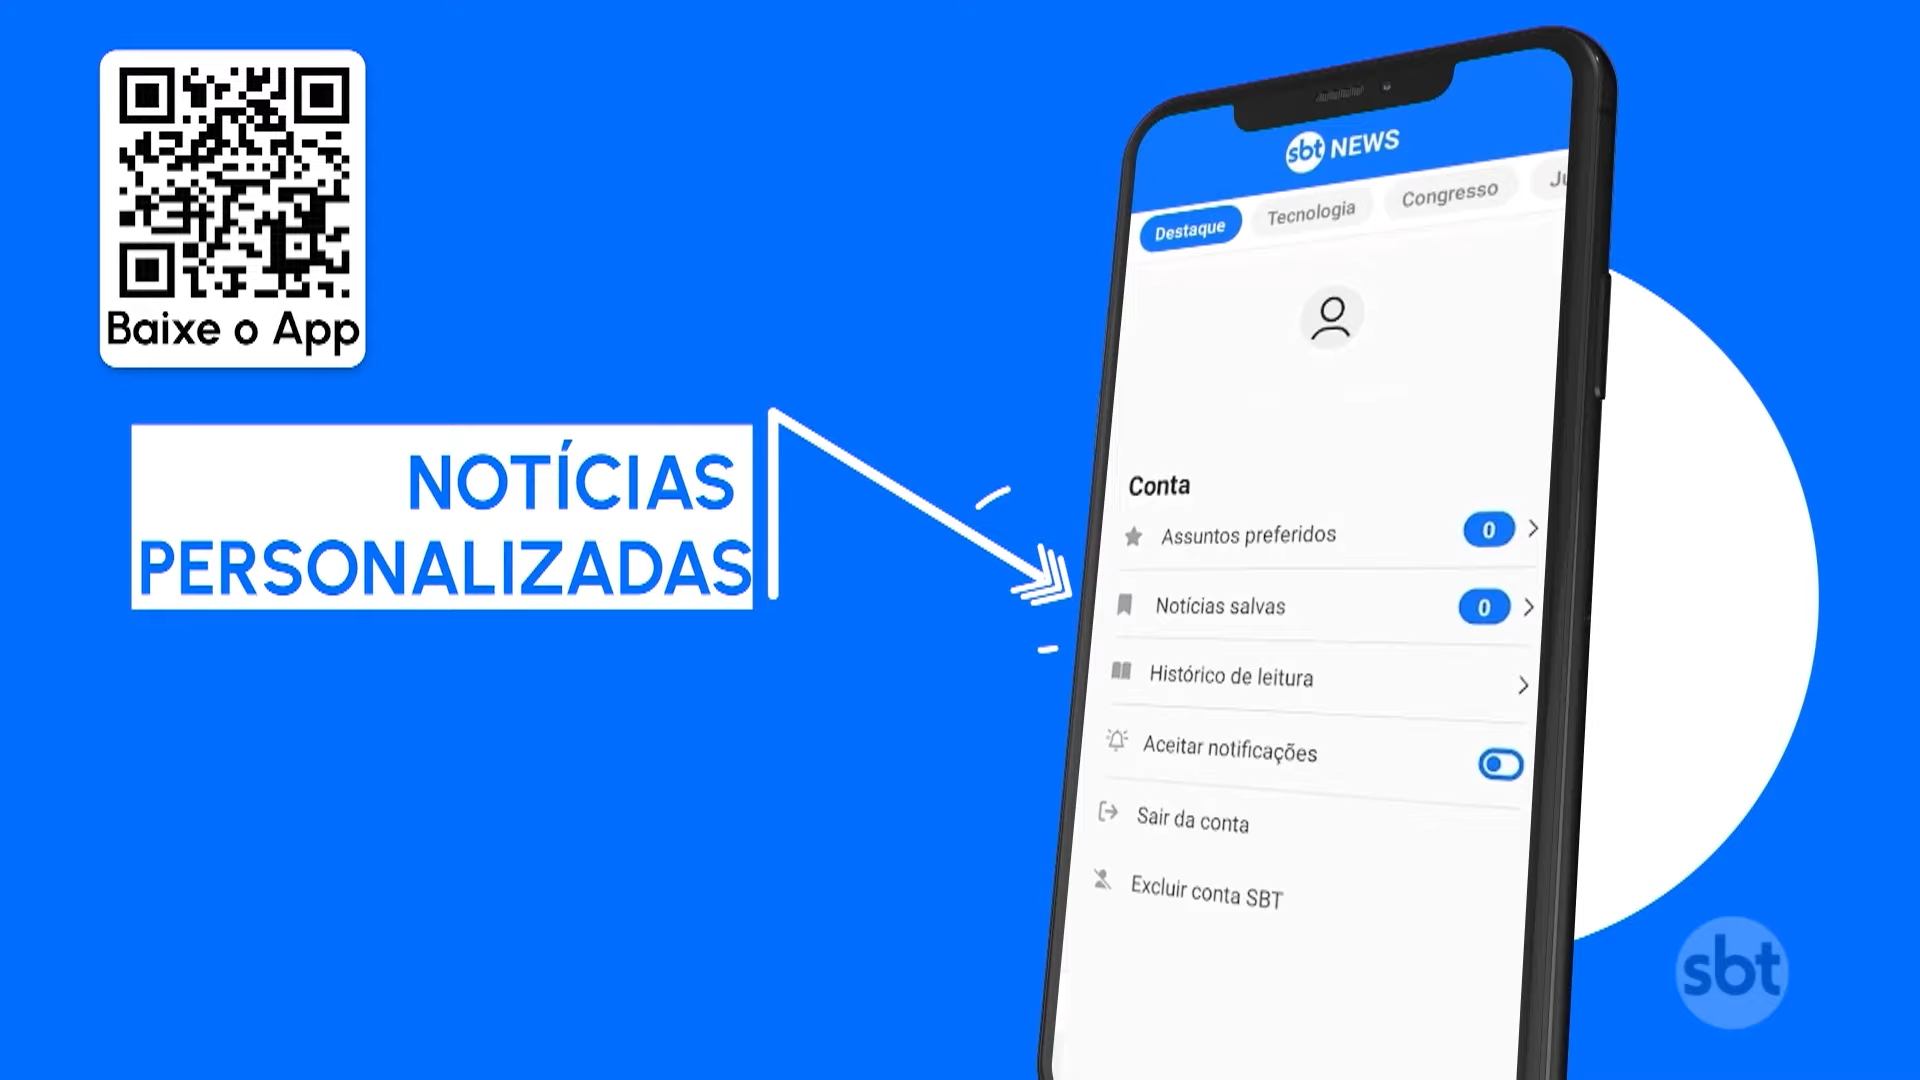 Baixe o App
NOTÍCIAS
PERSONALIZADAS
sbt NEWS
Destaque
Tecnologia
Congresso
Conta
Assuntos preferidos
0
Notícias salvas
0
Histórico de leitura
Aceitar notificações
Sair da conta
Excluir conta SBT
sbt